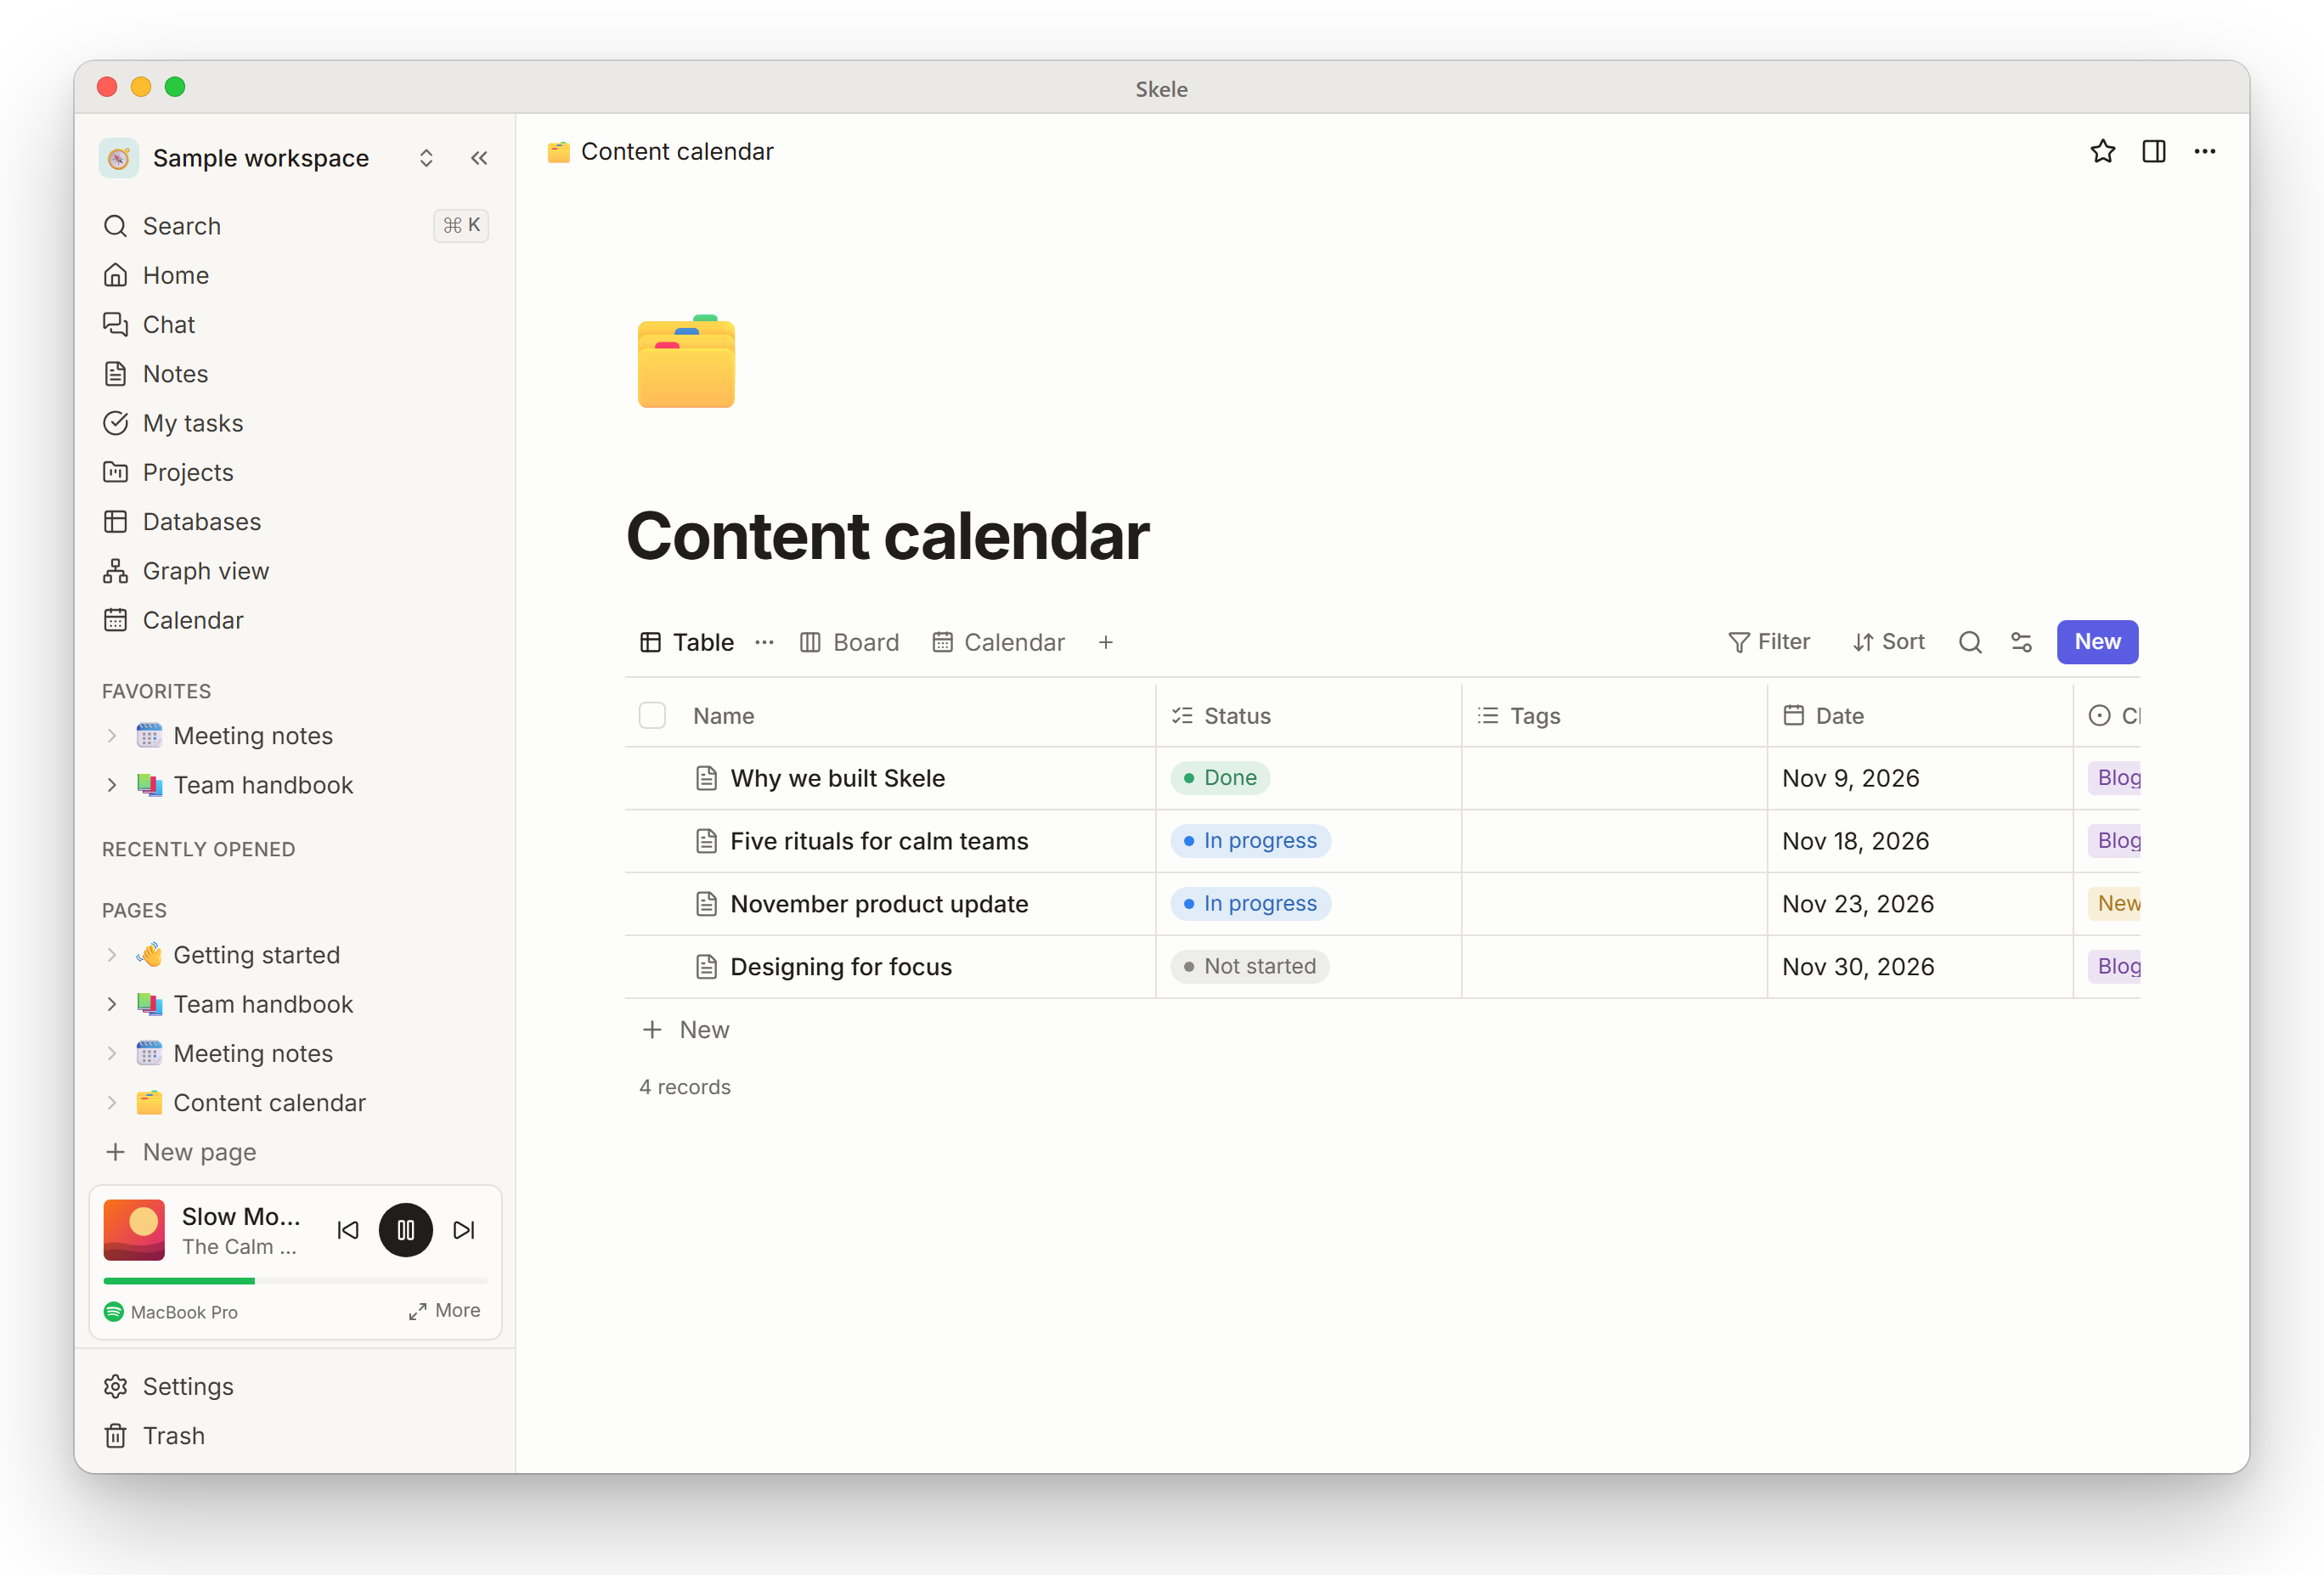 Skele
Sample workspace
Search ⌘ K
Home
Chat
Notes
My tasks
Projects
Databases
Graph view
Calendar
FAVORITES
Meeting notes
Team handbook
RECENTLY OPENED
PAGES
Getting started
Team handbook
Meeting notes
Content calendar
New page
Slow Mo...
The Calm ...
MacBook Pro More
Settings
Trash
Content calendar
Content calendar
Table Board Calendar Filter Sort New
Name Status Tags Date
Why we built Skele Done Nov 9, 2026 Blog
Five rituals for calm teams In progress Nov 18, 2026 Blog
November product update In progress Nov 23, 2026 New
Designing for focus Not started Nov 30, 2026 Blog
New
4 records